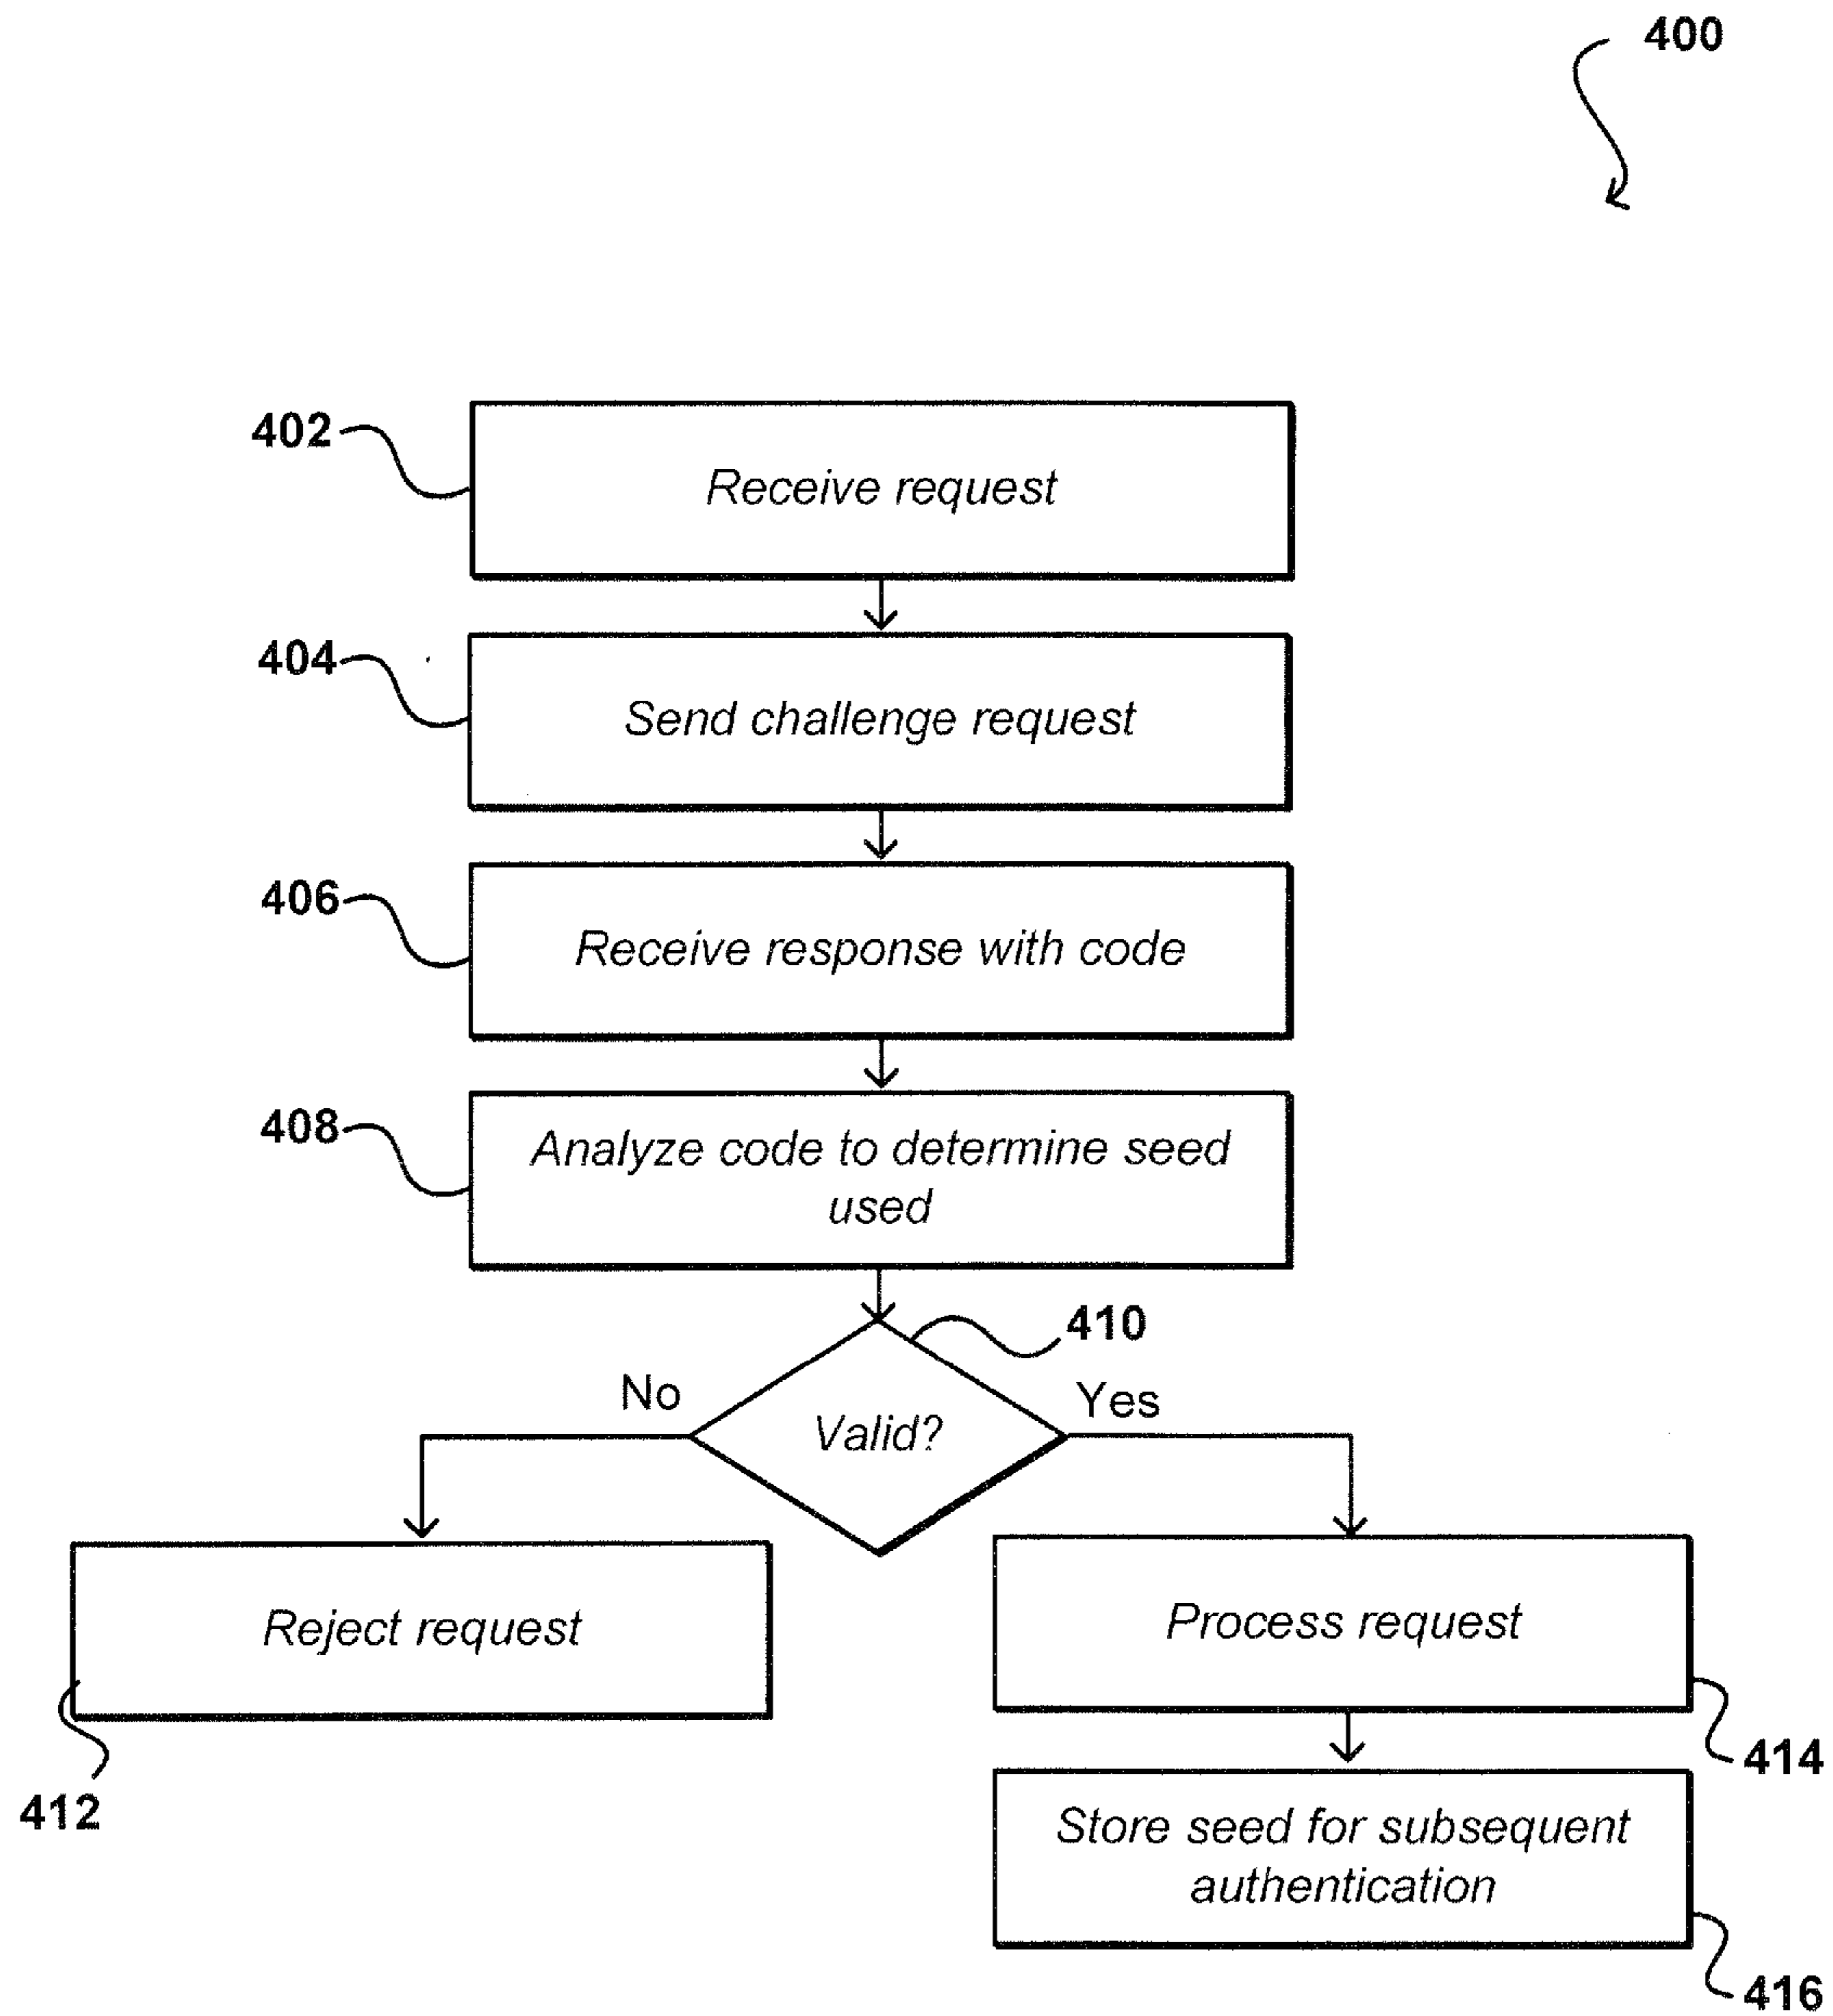 400
402
Receive request
404
Send challenge request
406
Receive response with code
408
Analyze code to determine seed
used
410
No
Yes
Valid?
Reject request
Process request
412
414
Store seed for subsequent
authentication
416